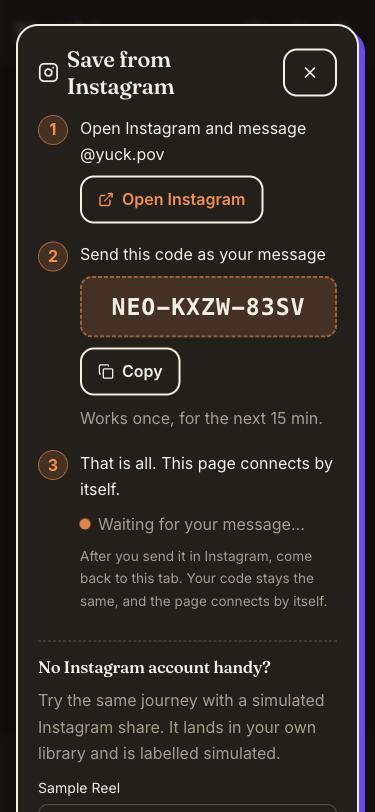 Save from
Instagram
1
Open Instagram and message
@yuck.pov
Open Instagram
2
Send this code as your message
NEO–KXZW–83SV
Copy
Works once, for the next 15 min.
3
That is all. This page connects by
itself.
Waiting for your message...
After you send it in Instagram, come
back to this tab. Your code stays the
same, and the page connects by itself.
No Instagram account handy?
Try the same journey with a simulated
Instagram share. It lands in your own
library and is labelled simulated.
Sample Reel